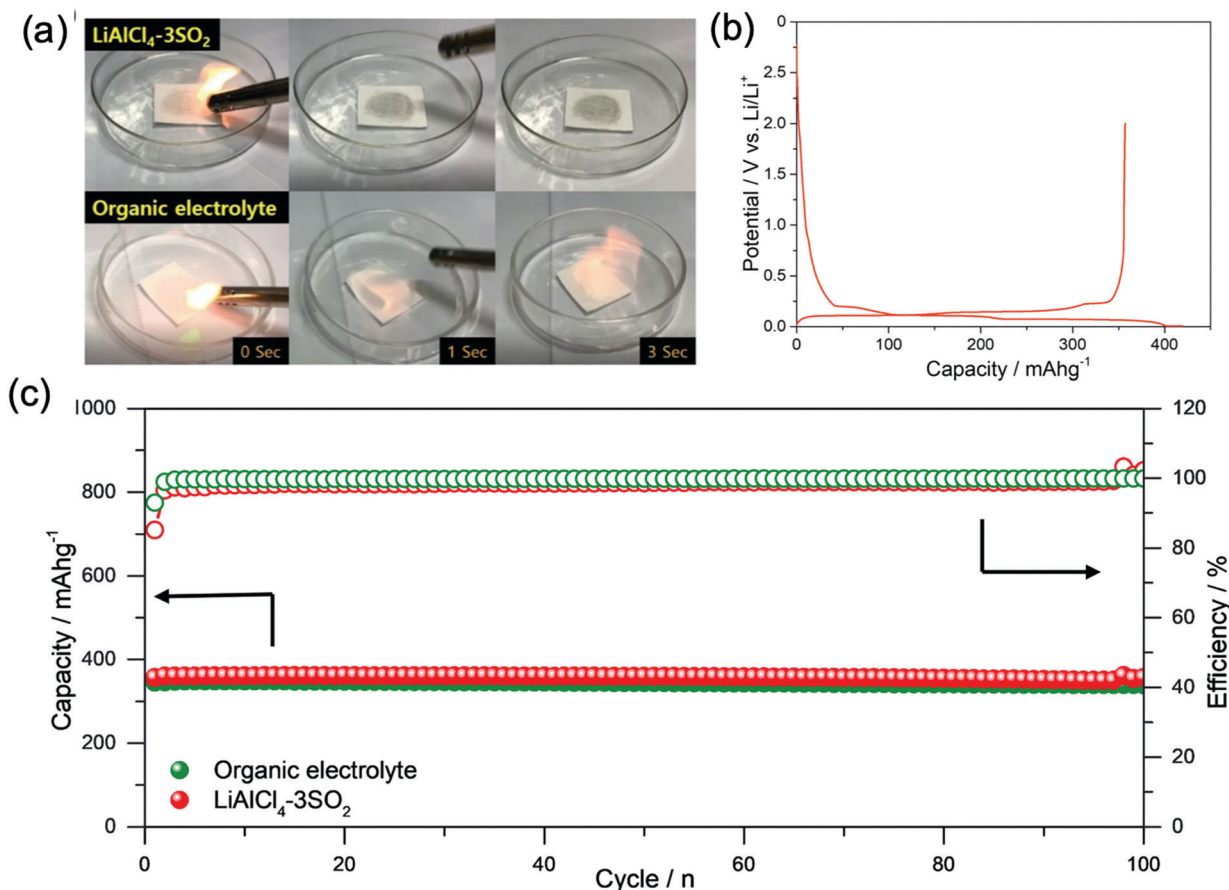 (a)
LiAlCl₄-3SO₂
Organic electrolyte
0 Sec
1 Sec
3 Sec
(b)
0
2.5
2.0
1.5
1.0
0.5
0.0
Potential / V vs. Li/Li⁺
0
100
200
300
400
Capacity / mAhg⁻¹
(c)
1000
800
600
400
200
0
Capacity / mAhg⁻¹
120
100
80
60
40
20
0
Efficiency / %
Organic electrolyte
LiAlCl₄-3SO₂
0
20
40
60
80
100
Cycle / n